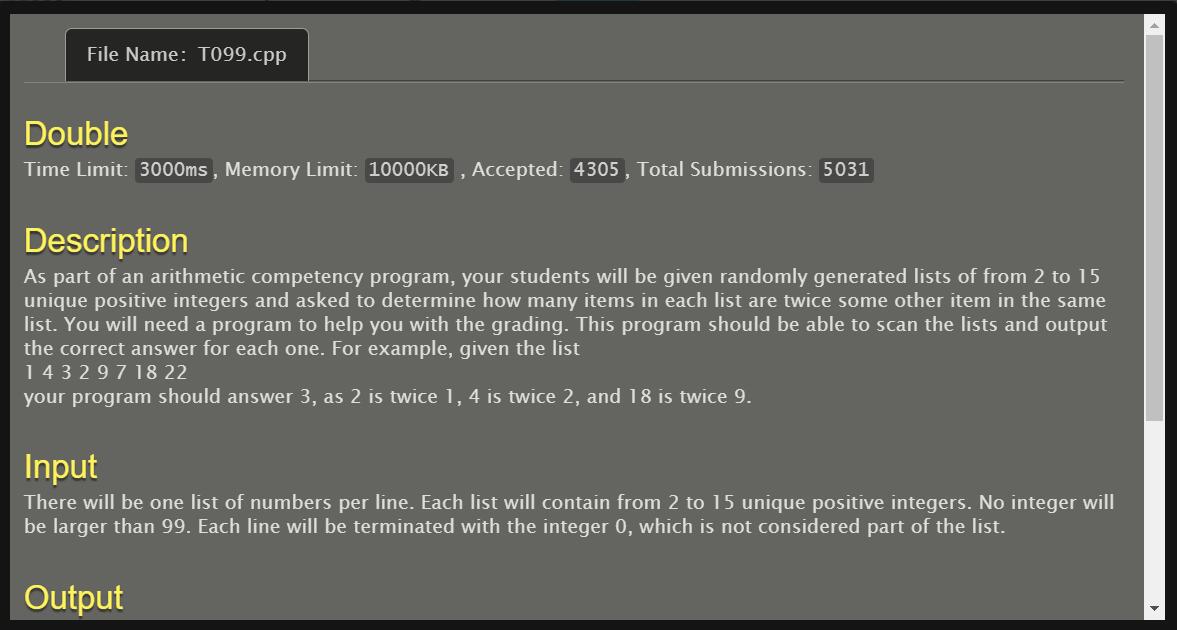 File Name: T099.cpp
Double
Time Limit: 3000ms, Memory Limit: 10000KB , Accepted: 4305, Total Submissions: 5031
Description
As part of an arithmetic competency program, your students will be given randomly generated lists of from 2 to 15
unique positive integers and asked to determine how many items in each list are twice some other item in the same
list. You will need a program to help you with the grading. This program should be able to scan the lists and output
the correct answer for each one. For example, given the list
1 4 3 2 9 7 18 22
your program should answer 3, as 2 is twice 1, 4 is twice 2, and 18 is twice 9.
Input
There will be one list of numbers per line. Each list will contain from 2 to 15 unique positive integers. No integer will
be larger than 99. Each line will be terminated with the integer 0, which is not considered part of the list.
Output